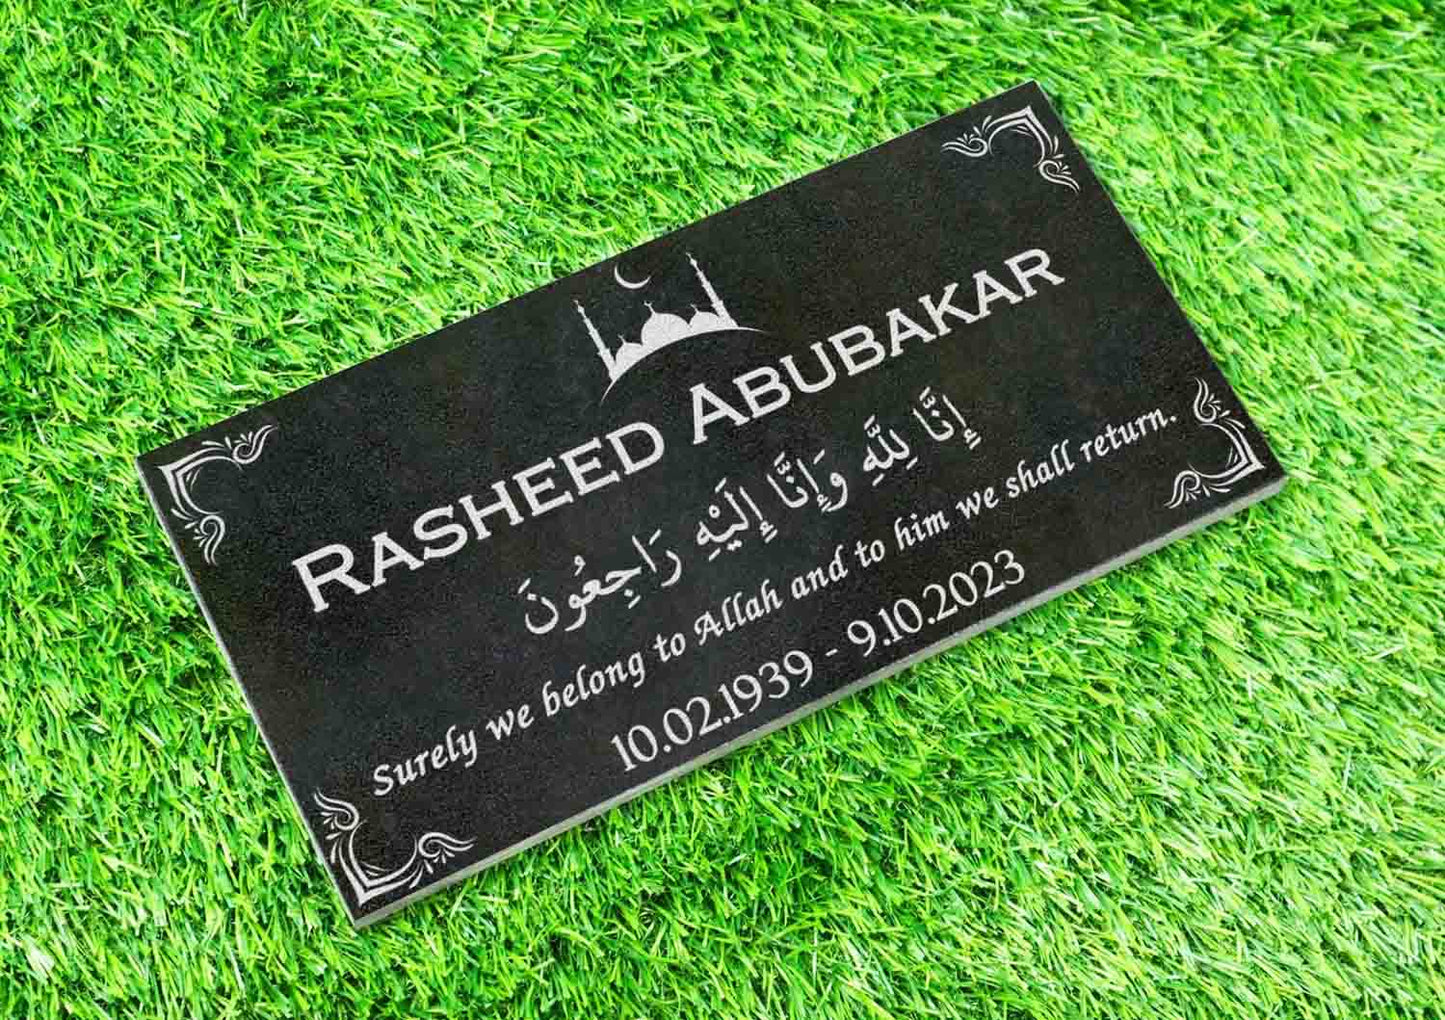 RASHEED ABUBAKAR
إِنَّا لِلَّهِ وَإِنَّا إِلَيْهِ رَاجِعُونَ
Surely we belong to Allah and to him we shall return.
10.02.1939 - 9.10.2023